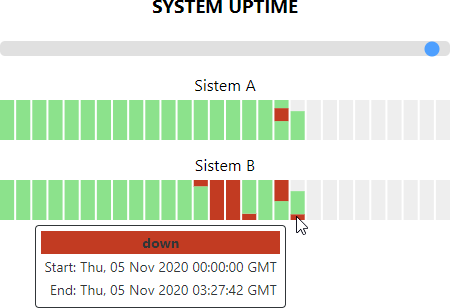 SYSTEM UPTIME
Sistem A
Sistem B
down
Start: Thu, 05 Nov 2020 00:00:00 GMT
End: Thu, 05 Nov 2020 03:27:42 GMT